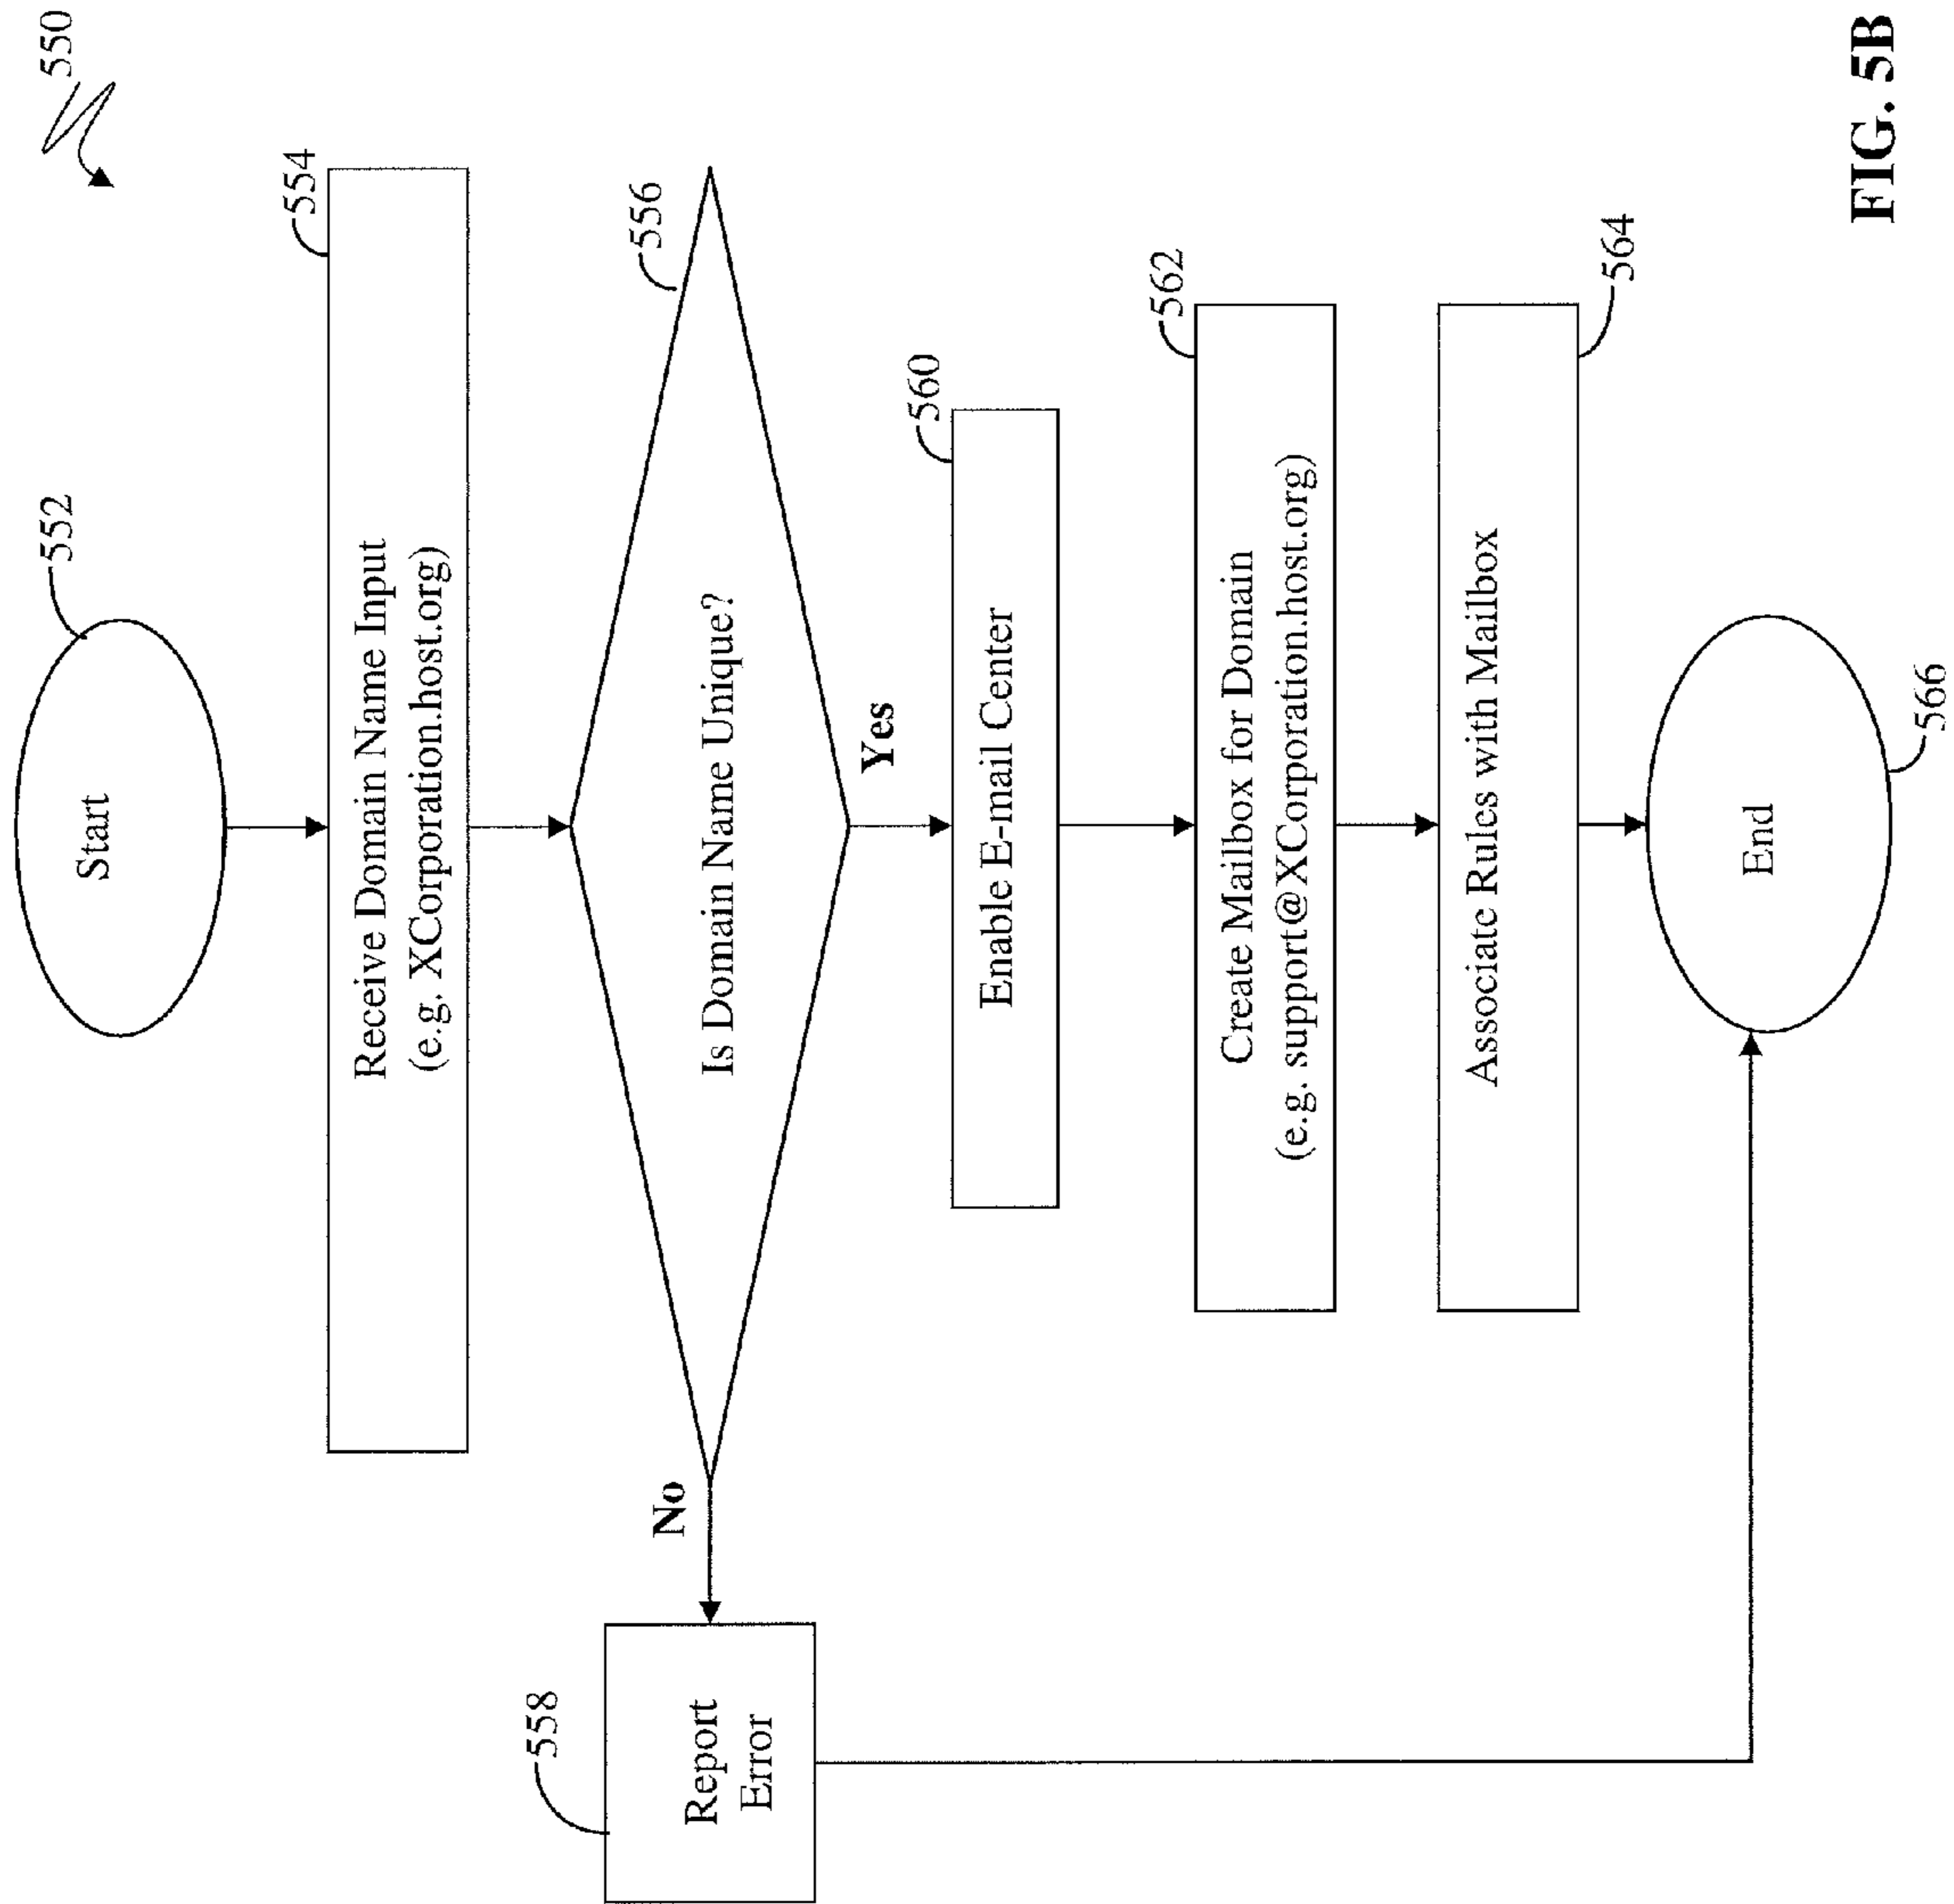 550
552
Start
554
Receive Domain Name Input
(e.g. XCorporation.host.org)
556
Is Domain Name Unique?
No
Yes
558
Report
Error
560
Enable E-mail Center
562
Create Mailbox for Domain
(e.g. support@XCorporation.host.org)
564
Associate Rules with Mailbox
End
566
FIG. 5B